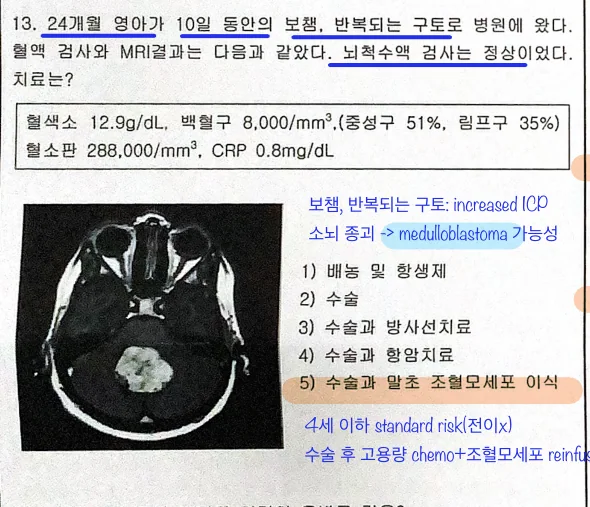 13. 24개월 영아가 10일 동안의 보챔, 반복되는 구토로 병원에 왔다.
혈액 검사와 MRI결과는 다음과 같았다. 뇌척수액 검사는 정상이었다.
치료는?
혈색소 12.9g/dL, 백혈구 8,000/mm³,(중성구 51%, 림프구 35%)
혈소판 288,000/mm³, CRP 0.8mg/dL
보챔, 반복되는 구토: increased ICP
소뇌 종괴 -> medulloblastoma 가능성
1) 배농 및 항생제
2) 수술
3) 수술과 방사선치료
4) 수술과 항암치료
5) 수술과 말초 조혈모세포 이식
4세 이하 standard risk(전이x)
수술 후 고용량 chemo+조혈모세포